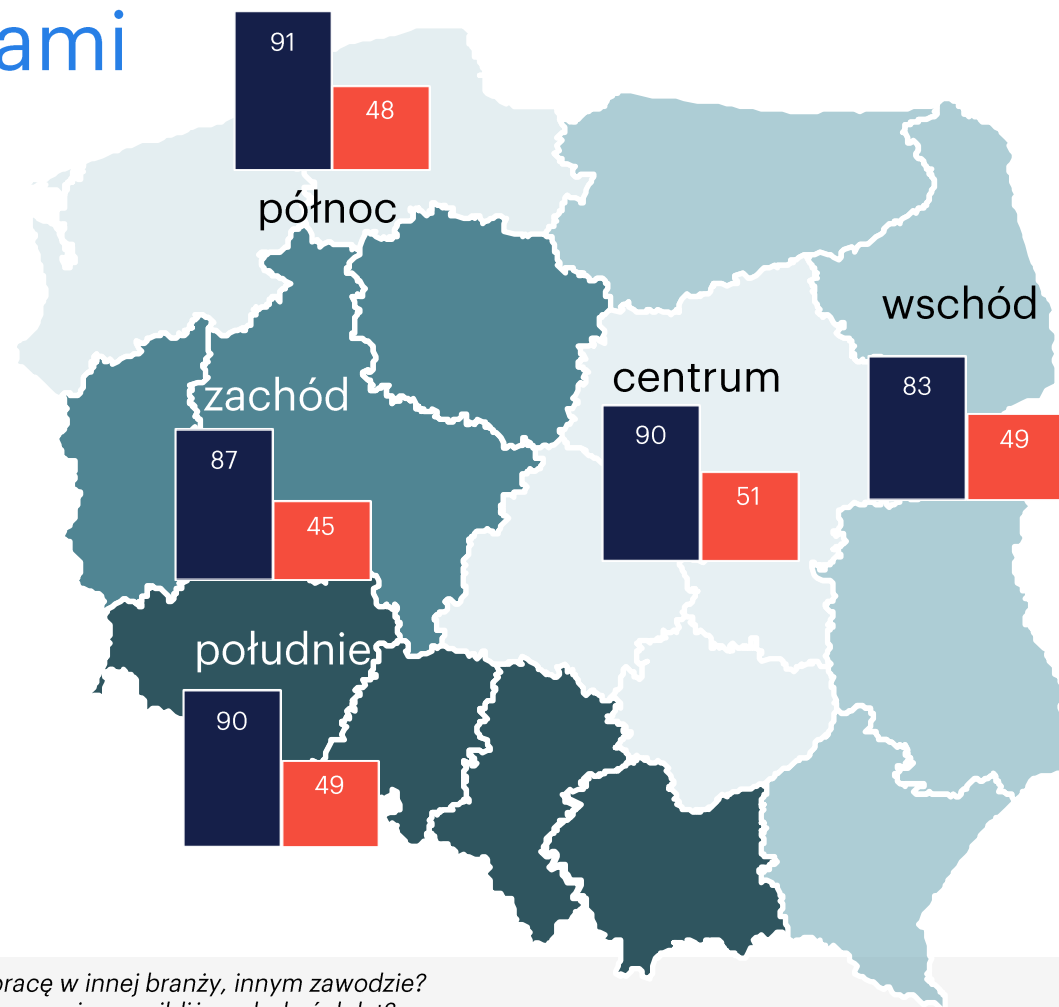 ami
91
48
północ
wschód
83
49
centrum
90
51
zachód
87
45
południe
90
49
pracę w innej branży, innym zawodzie?